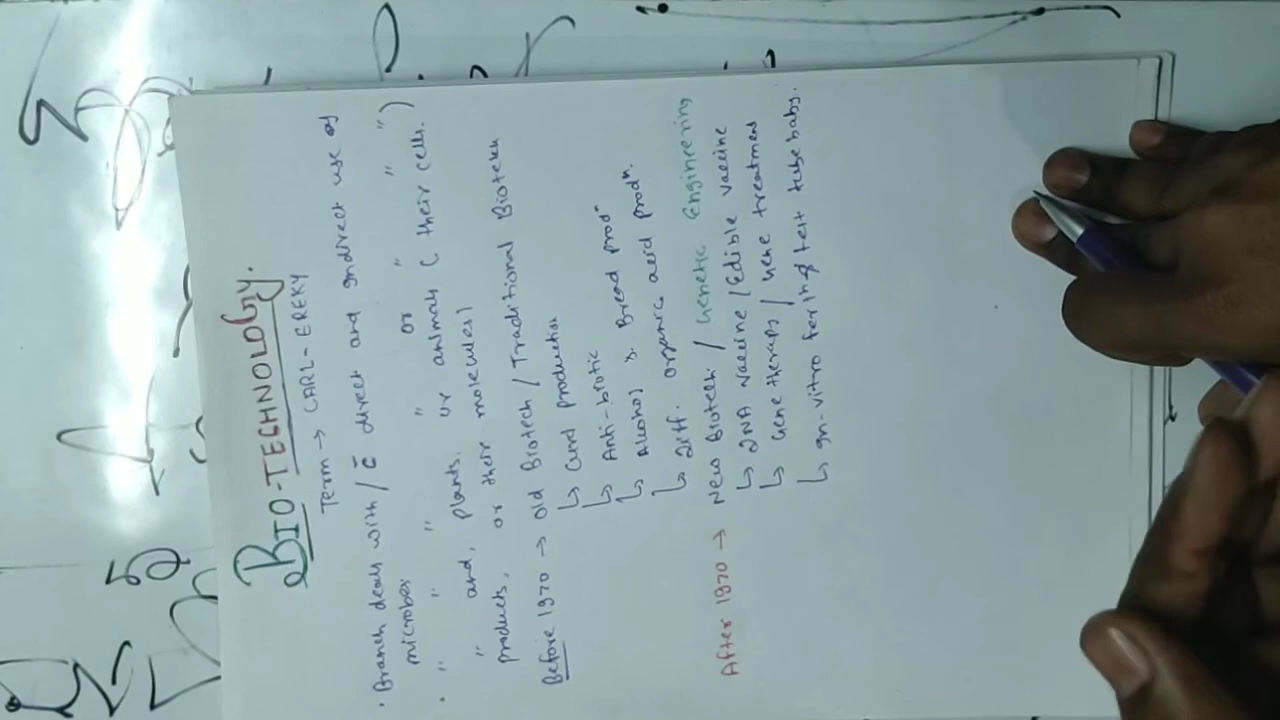 BIO-TECHNOLOGY.
Term → CARL-EREKY
· Branch deals with / c̄ direct and indirect use of
microbes " or " " )
· " " " and, plants. or animals ( their cells.
" products, or their molecules)
Before 1970 → Old Biotech / Traditional Biotech
↳ Curd production
↳ Anti-biotic
↳ Alcohol & Bread prodⁿ
↳ Diff. organic acid prodⁿ.
After 1970 → New Biotech / Genetic Engineering
↳ DNA vaccine / Edible vaccine
↳ Gene therapy / Gene treatment
↳ In-vitro fertilⁿ / test tube baby.